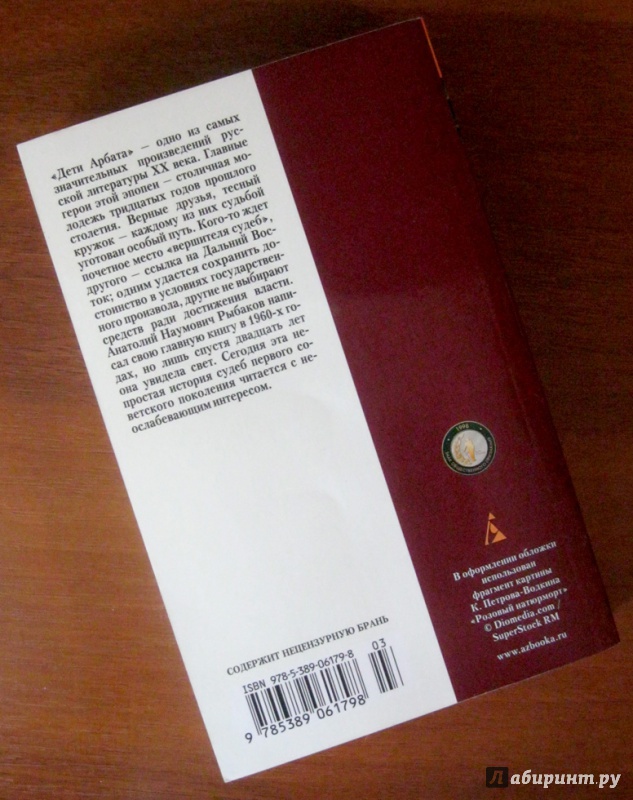 «Дети Арбата» — одно из самых
значительных произведений рус-
ской литературы XX века. Главные
герои этой эпопеи — столичная мо-
лодежь тридцатых годов прошлого
столетия. Верные друзья, тесный
кружок — каждому из них судьбой
уготован особый путь. Кого-то ждет
почетное место «вершителя судеб»,
другого — ссылка на Дальний Вос-
ток; одним удастся сохранить до-
стоинство в условиях государствен-
ного произвола, другие не выбирают
средств ради достижения власти.
Анатолий Наумович Рыбаков напи-
сал свою главную книгу в 1960-х го-
дах, но лишь спустя двадцать лет
она увидела свет. Сегодня эта не-
простая история судеб первого со-
ветского поколения читается с не-
ослабевающим интересом.
СОДЕРЖИТ НЕЦЕНЗУРНУЮ БРАНЬ
ISBN 978-5-389-06179-8
03
9 785389 061798
1995
В оформлении обложки
использован
фрагмент картины
К. Петрова-Водкина
«Розовый натюрморт»
© Diomedia.com /
SuperStock RM
www.azbooka.ru
Лабиринт.ру